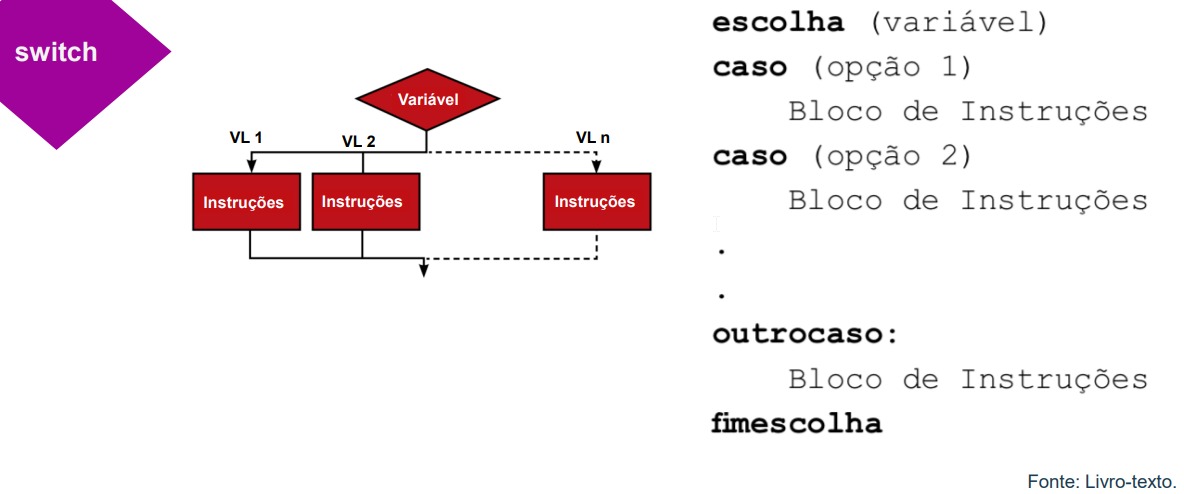 switch
Variável
VL 1
VL 2
VL n
Instruções
Instruções
Instruções
escolha (variável)
caso (opção 1)
Bloco de Instruções
caso (opção 2)
Bloco de Instruções
.
.
outrocaso:
Bloco de Instruções
fimescolha
Fonte: Livro-texto.